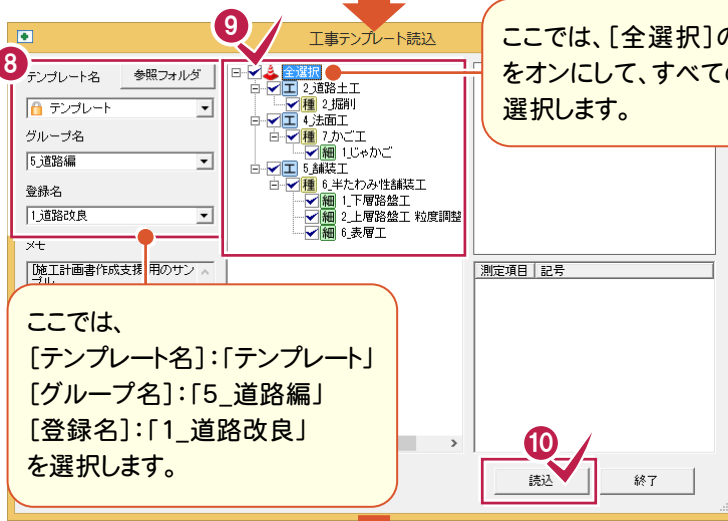 9
工事テンプレート読込
ここでは、[全選択]の
をオンにして、すべての
選択します。
8
テンプレート名
参照フォルダ
テンプレート
グループ名
5_道路編
登録名
1_道路改良
メモ
『施工計画書作成支援 用のサン
プル
全選択
工 2_道路土工
種 2_掘削
工 4_法面工
種 7_かご工
細 1_じゃかご
工 5_舗装工
種 6_半たわみ性舗装工
細 1_下層路盤工
細 2_上層路盤工 粒度調整
細 6_表層工
測定項目 記号
ここでは、
[テンプレート名]:「テンプレート」
[グループ名]:「5_道路編」
[登録名]:「1_道路改良」
を選択します。
10
読込
終了